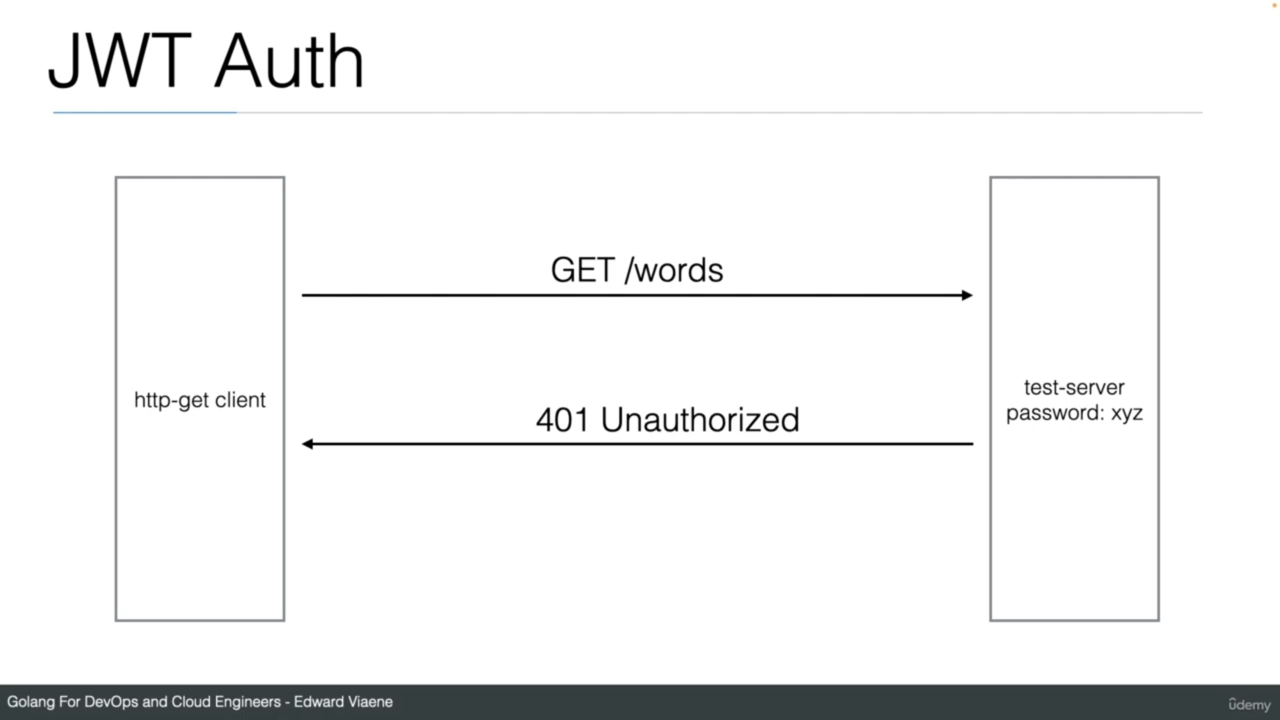 JWT Auth
GET /words
http-get client
401 Unauthorized
test-server
password: xyz
Golang For DevOps and Cloud Engineers - Edward Viaene
ûdemy